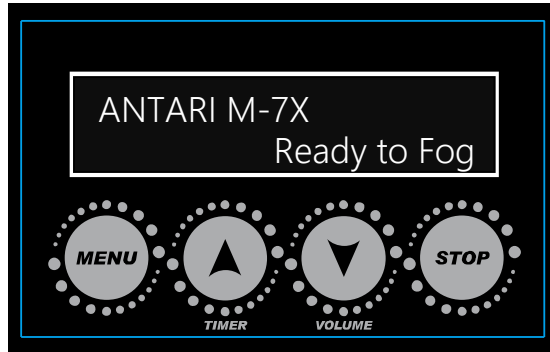 ANTARI M-7X
Ready to Fog
MENU
STOP
TIMER
VOLUME